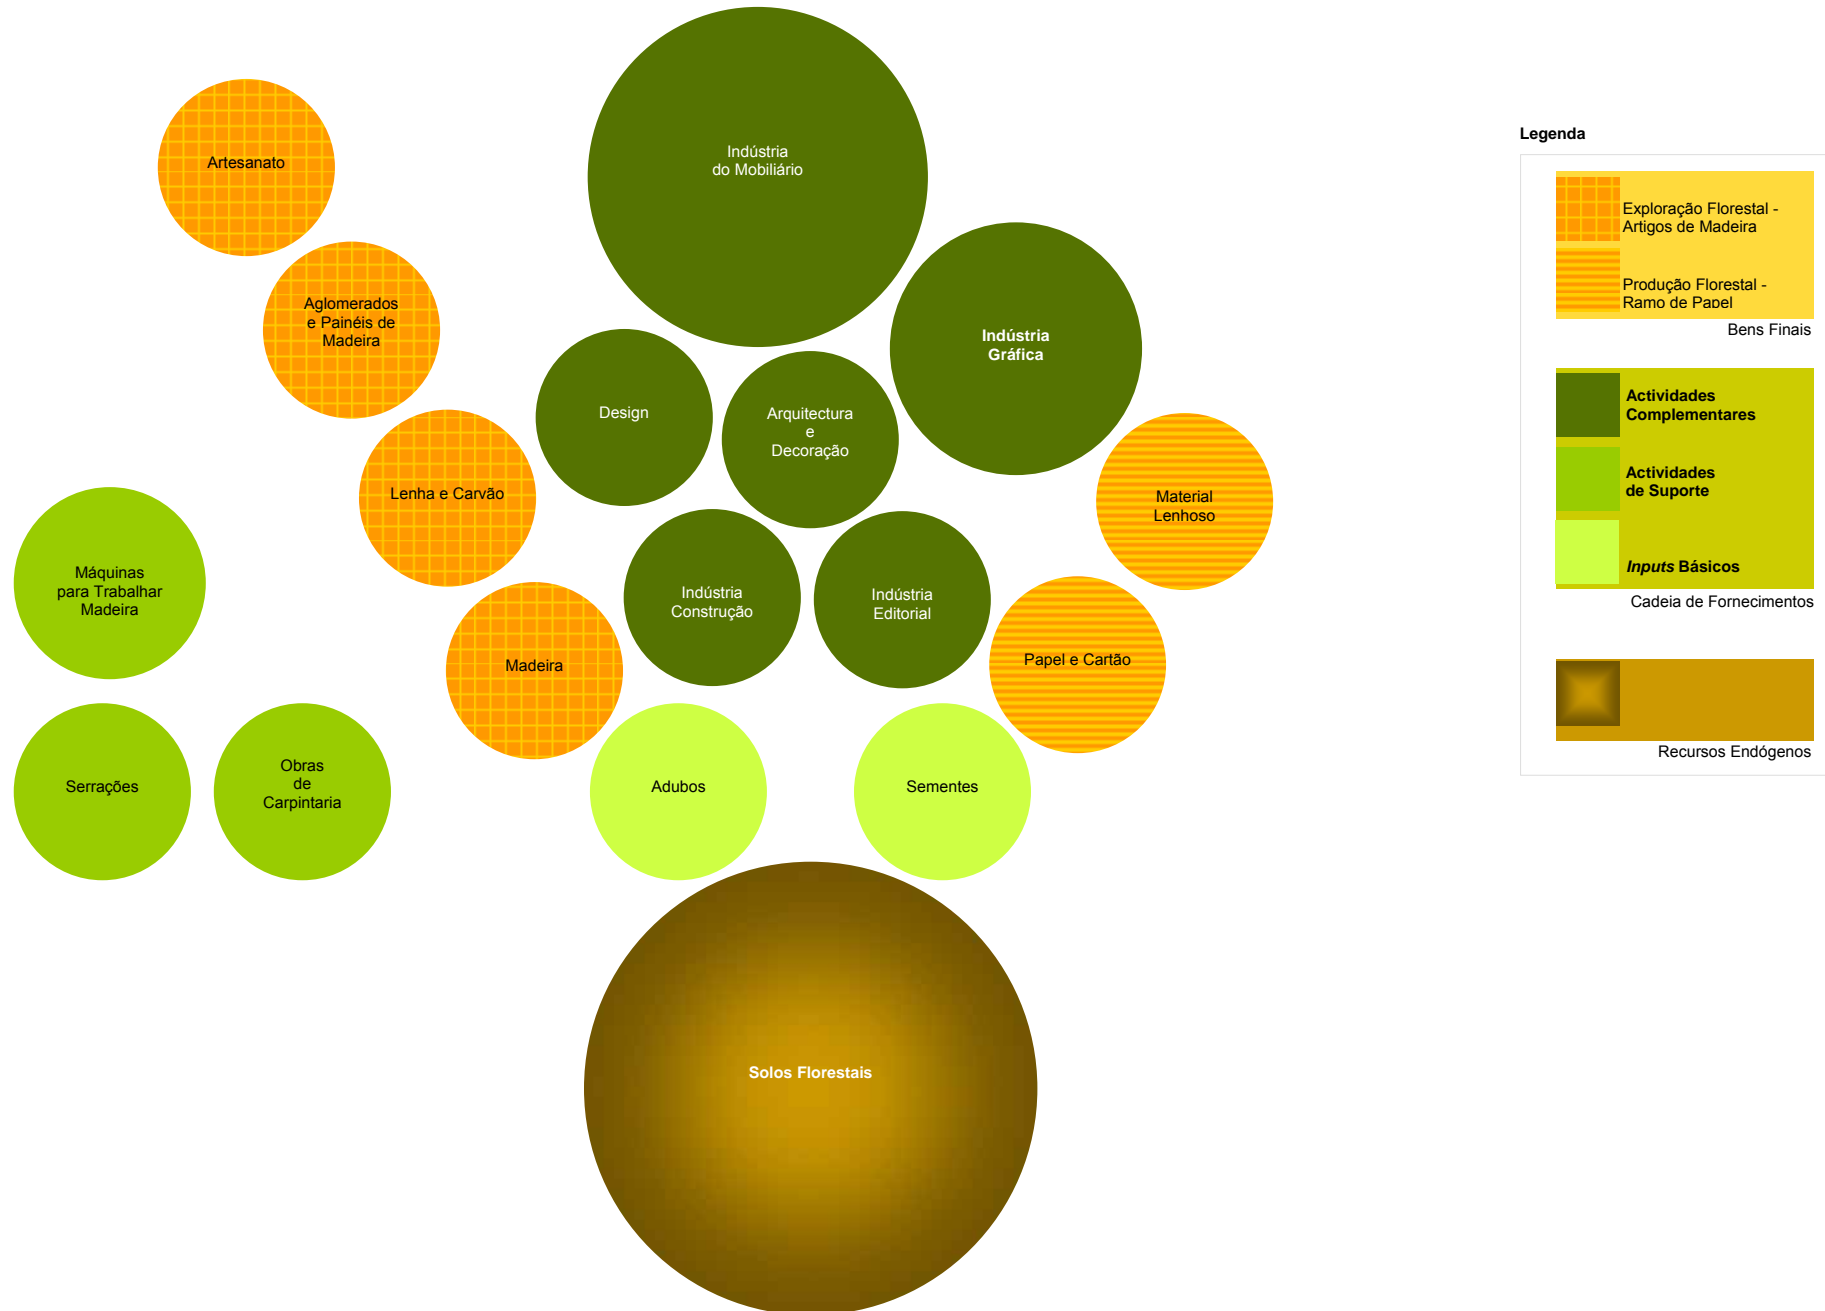 Indústria
do Mobiliário
Artesanato
Aglomerados
e Painéis de
Madeira
Indústria
Gráfica
Design
Arquitectura
e
Decoração
Lenha e Carvão
Material
Lenhoso
Máquinas
para Trabalhar
Madeira
Indústria
Construção
Indústria
Editorial
Madeira
Papel e Cartão
Serrações
Obras
de
Carpintaria
Adubos
Sementes
Solos Florestais
Legenda
Exploração Florestal -
Artigos de Madeira
Produção Florestal -
Ramo de Papel
Bens Finais
Actividades
Complementares
Actividades
de Suporte
Inputs Básicos
Cadeia de Fornecimentos
Recursos Endógenos